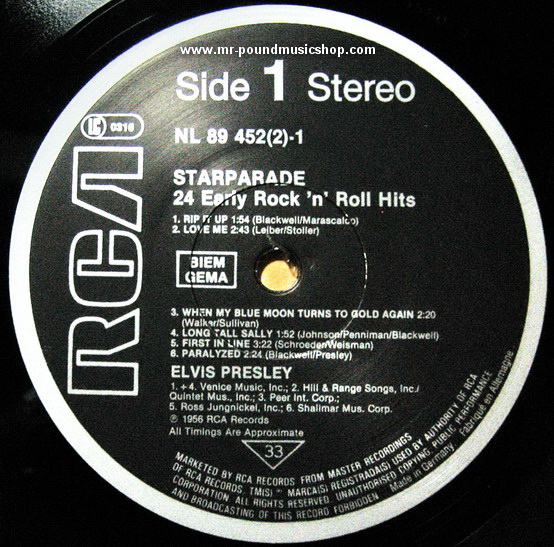 www.mr-poundmusicshop.com
Side 1 Stereo
LC 0316
RCA
NL 89 452(2)-1
STARPARADE
24 Early Rock 'n' Roll Hits
1. RIP IT UP 1:54 (Blackwell/Marascalco)
2. LOVE ME 2:43 (Leiber/Stoller)
BIEM
GEMA
3. WHEN MY BLUE MOON TURNS TO GOLD AGAIN 2:20
(Walker/Sullivan)
4. LONG TALL SALLY 1:52 (Johnson/Penniman/Blackwell)
5. FIRST IN LINE 3:22 (Schroeder/Weisman)
6. PARALYZED 2:24 (Blackwell/Presley)
ELVIS PRESLEY
1. + 4. Venice Music, Inc.; 2. Hill & Range Songs, Inc./
Quintet Mus., Inc.; 3. Peer Int. Corp.;
5. Ross Jungnickel, Inc.; 6. Shalimar Mus. Corp.
℗ 1956 RCA Records
All Timings Are Approximate
33
MARKETED BY RCA RECORDS FROM MASTER RECORDINGS
OF RCA RECORDS. TM(S) ® MARCA(S) REGISTRADA(S) USED BY AUTHORITY OF RCA
CORPORATION. ALL RIGHTS RESERVED. UNAUTHORISED COPYING, PUBLIC PERFORMANCE
AND BROADCASTING OF THIS RECORD FORBIDDEN Made in Germany. Fabriqué en Allemagne